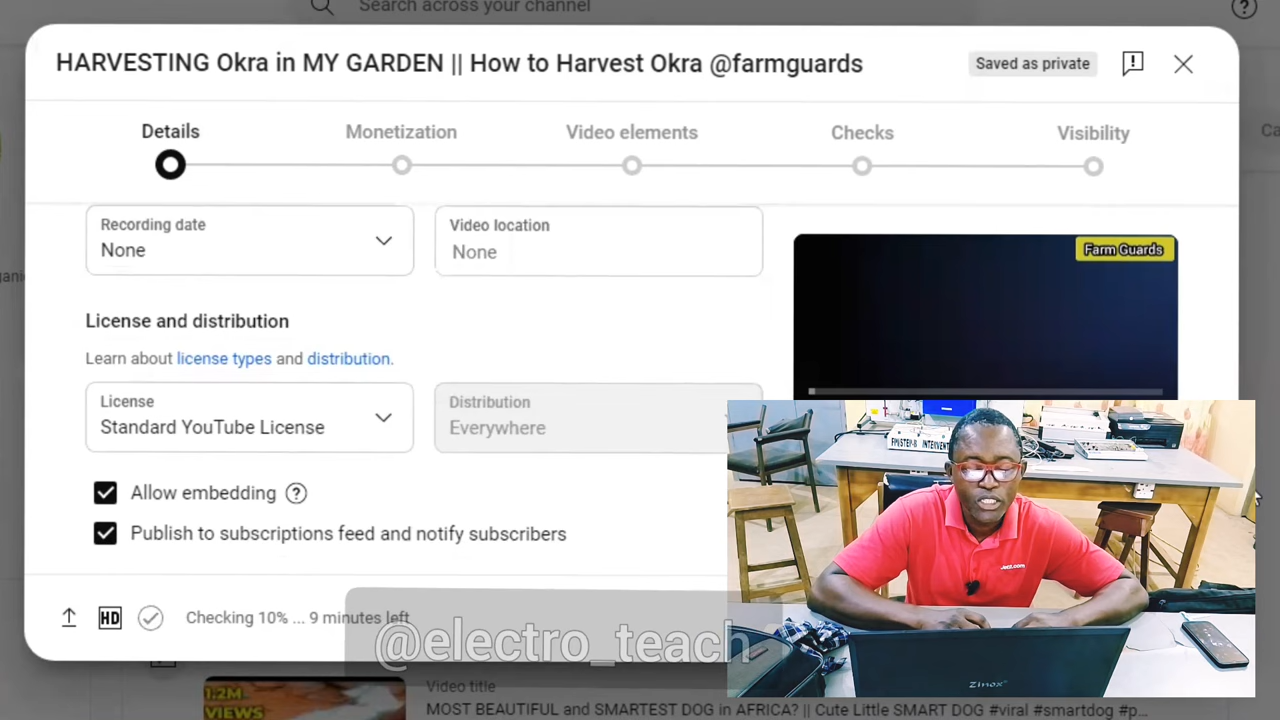 Search across your channel
HARVESTING Okra in MY GARDEN || How to Harvest Okra @farmguards
Saved as private
Details
Monetization
Video elements
Checks
Visibility
Recording date
None
Video location
None
Farm Guards
License and distribution
Learn about license types and distribution.
License
Standard YouTube License
Distribution
Everywhere
Allow embedding
Publish to subscriptions feed and notify subscribers
HD
Checking 10% ... 9 minutes left
@electro_teach
Zinox
1.2M
VIEWS
Video title
MOST BEAUTIFUL and SMARTEST DOG in AFRICA? || Cute Little SMART DOG #viral #smartdog #p...